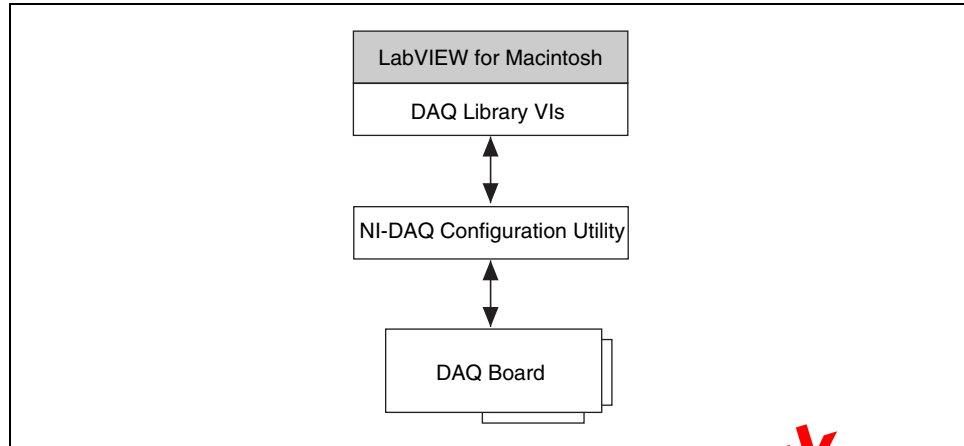 LabVIEW for Macintosh
DAQ Library VIs
NI-DAQ Configuration Utility
DAQ Board